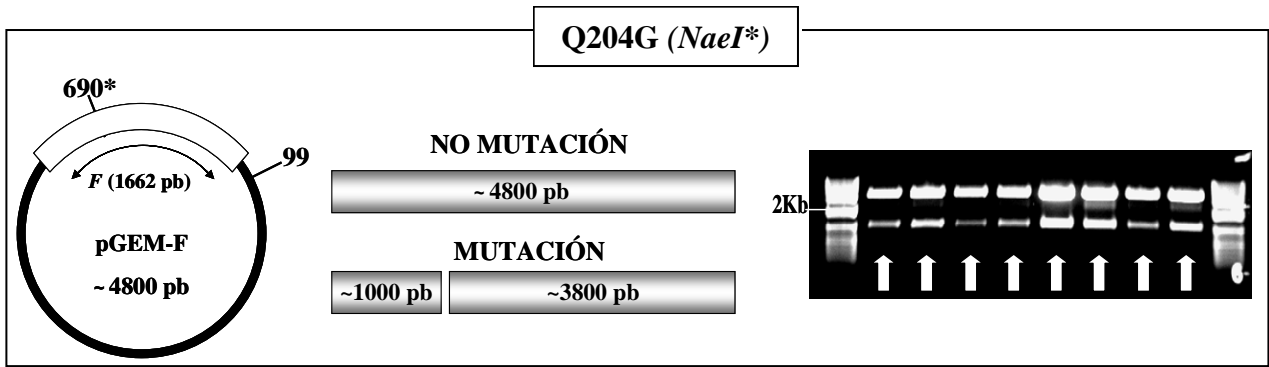 Q204G (NaeI*)
690*
99
F (1662 pb)
pGEM-F
~ 4800 pb
NO MUTACIÓN
~ 4800 pb
MUTACIÓN
~1000 pb
~3800 pb
2Kb